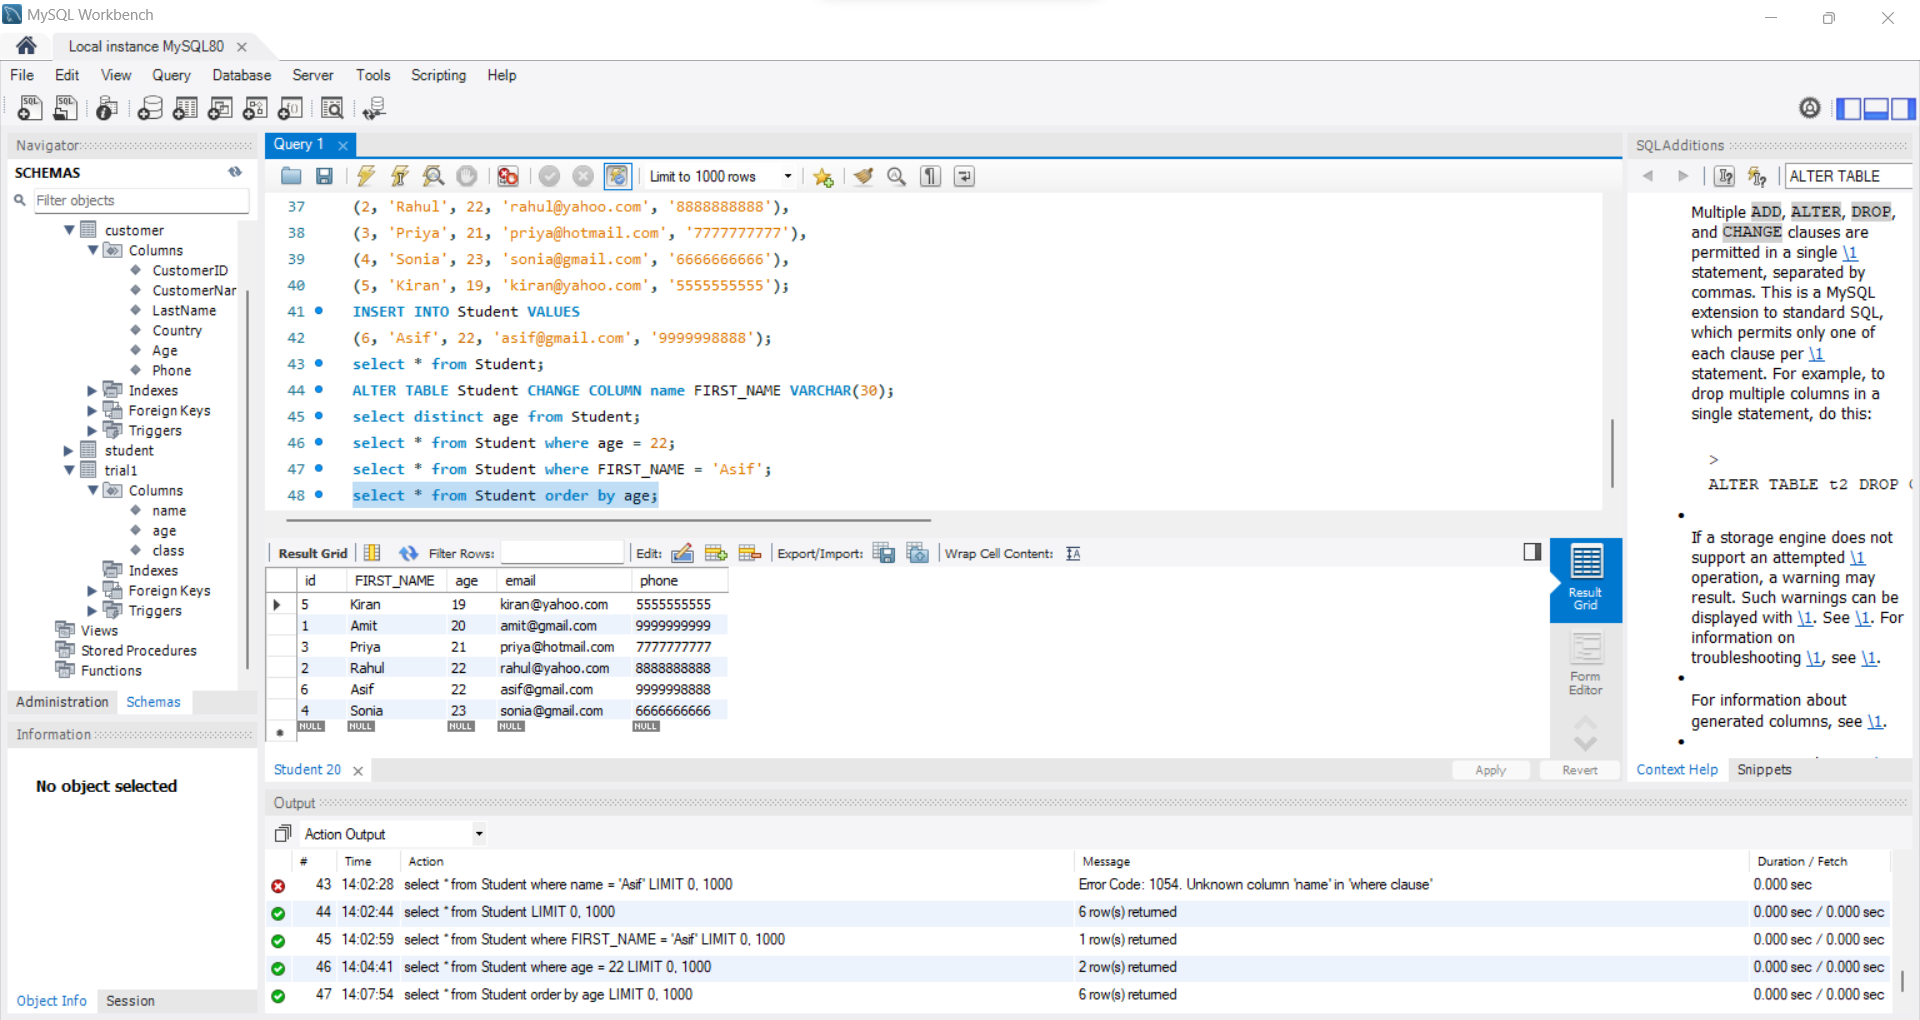 MySQL Workbench
Local instance MySQL80
File Edit View Query Database Server Tools Scripting Help
Navigator
SCHEMAS
Filter objects
customer
Columns
CustomerID
CustomerNar
LastName
Country
Age
Phone
Indexes
Foreign Keys
Triggers
student
trial1
Columns
name
age
class
Indexes
Foreign Keys
Triggers
Views
Stored Procedures
Functions
Administration Schemas
Information
No object selected
Object Info Session
Query 1
Limit to 1000 rows
37 (2, 'Rahul', 22, 'rahul@yahoo.com', '8888888888'),
38 (3, 'Priya', 21, 'priya@hotmail.com', '7777777777'),
39 (4, 'Sonia', 23, 'sonia@gmail.com', '6666666666'),
40 (5, 'Kiran', 19, 'kiran@yahoo.com', '5555555555');
41 INSERT INTO Student VALUES
42 (6, 'Asif', 22, 'asif@gmail.com', '9999998888');
43 select * from Student;
44 ALTER TABLE Student CHANGE COLUMN name FIRST_NAME VARCHAR(30);
45 select distinct age from Student;
46 select * from Student where age = 22;
47 select * from Student where FIRST_NAME = 'Asif';
48 select * from Student order by age;
Result Grid Filter Rows: Edit: Export/Import: Wrap Cell Content:
id FIRST_NAME age email phone
5 Kiran 19 kiran@yahoo.com 5555555555
1 Amit 20 amit@gmail.com 9999999999
3 Priya 21 priya@hotmail.com 7777777777
2 Rahul 22 rahul@yahoo.com 8888888888
6 Asif 22 asif@gmail.com 9999998888
4 Sonia 23 sonia@gmail.com 6666666666
NULL NULL NULL NULL NULL
Result
Grid
Form
Editor
Student 20
Apply Revert
SQLAdditions
ALTER TABLE
Multiple ADD, ALTER, DROP,
and CHANGE clauses are
permitted in a single \1
statement, separated by
commas. This is a MySQL
extension to standard SQL,
which permits only one of
each clause per \1
statement. For example, to
drop multiple columns in a
single statement, do this:
>
ALTER TABLE t2 DROP
If a storage engine does not
support an attempted \1
operation, a warning may
result. Such warnings can be
displayed with \1. See \1. For
information on
troubleshooting \1, see \1.
For information about
generated columns, see \1.
Context Help Snippets
Output
Action Output
# Time Action Message Duration / Fetch
43 14:02:28 select * from Student where name = 'Asif' LIMIT 0, 1000 Error Code: 1054. Unknown column 'name' in 'where clause' 0.000 sec
44 14:02:44 select * from Student LIMIT 0, 1000 6 row(s) returned 0.000 sec / 0.000 sec
45 14:02:59 select * from Student where FIRST_NAME = 'Asif' LIMIT 0, 1000 1 row(s) returned 0.000 sec / 0.000 sec
46 14:04:41 select * from Student where age = 22 LIMIT 0, 1000 2 row(s) returned 0.000 sec / 0.000 sec
47 14:07:54 select * from Student order by age LIMIT 0, 1000 6 row(s) returned 0.000 sec / 0.000 sec